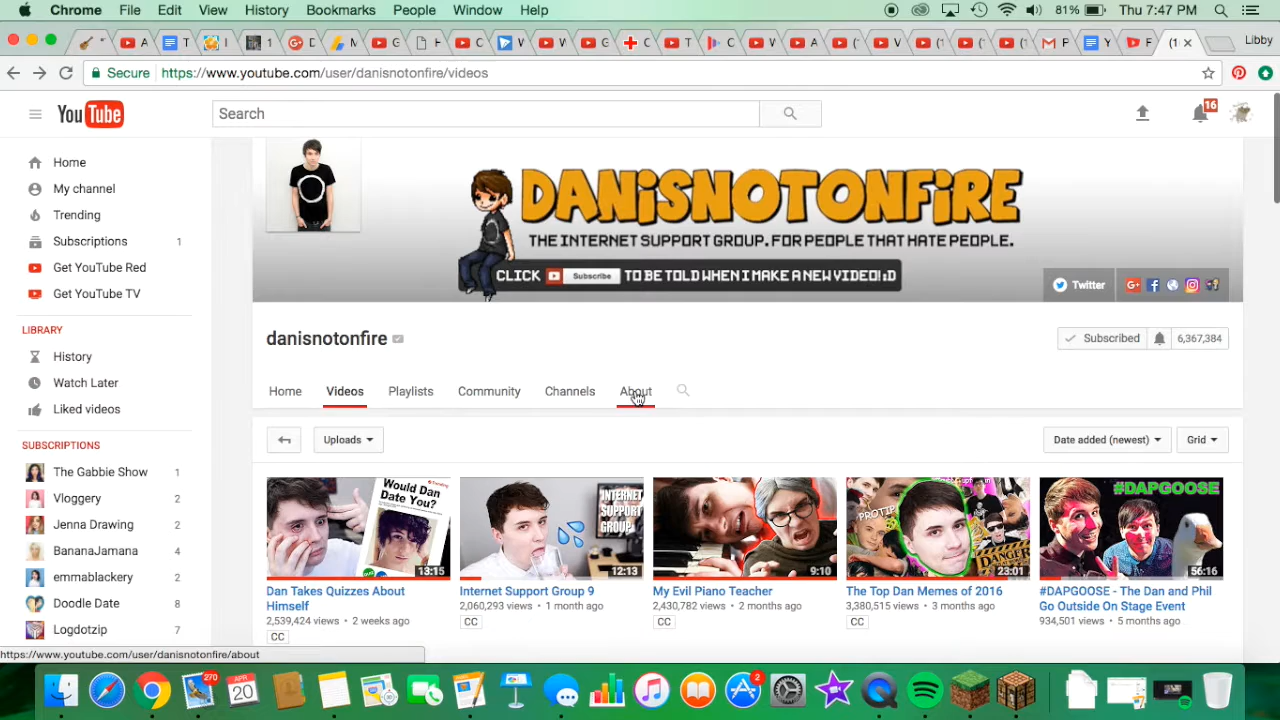 Chrome File Edit View History Bookmarks People Window Help 81% Thu 7:47 PM
Libby
Secure https://www.youtube.com/user/danisnotonfire/videos
YouTube Search 16
Home
My channel
Trending
Subscriptions 1
Get YouTube Red
Get YouTube TV
LIBRARY
History
Watch Later
Liked videos
SUBSCRIPTIONS
The Gabbie Show 1
Vloggery 2
Jenna Drawing 2
BananaJamana 4
emmablackery 2
Doodle Date 8
Logdotzip 7
DANISNOTONFIRE
THE INTERNET SUPPORT GROUP. FOR PEOPLE THAT HATE PEOPLE.
CLICK Subscribe TO BE TOLD WHEN I MAKE A NEW VIDEO! :D
Twitter
danisnotonfire
Subscribed 6,367,384
Home Videos Playlists Community Channels About
Uploads Date added (newest) Grid
Would Dan
Date You?
13:15
Dan Takes Quizzes About
Himself
2,539,424 views • 2 weeks ago
CC
INTERNET
SUPPORT
GROUP
12:13
Internet Support Group 9
2,060,293 views • 1 month ago
CC
9:10
My Evil Piano Teacher
2,430,782 views • 2 months ago
CC
PROTIP
DANGER
23:01
The Top Dan Memes of 2016
3,380,515 views • 3 months ago
CC
#DAPGOOSE
56:16
#DAPGOOSE - The Dan and Phil
Go Outside On Stage Event
934,501 views • 5 months ago
https://www.youtube.com/user/danisnotonfire/about
270
APR
20
2